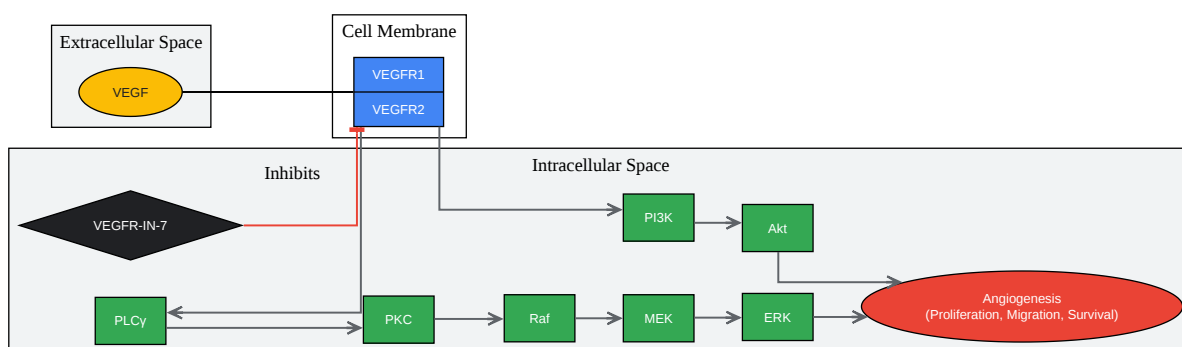 Extracellular Space
VEGF
Cell Membrane
VEGFR1
VEGFR2
Intracellular Space
Inhibits
VEGFR-IN-7
PI3K
Akt
PLCγ
PKC
Raf
MEK
ERK
Angiogenesis
(Proliferation, Migration, Survival)